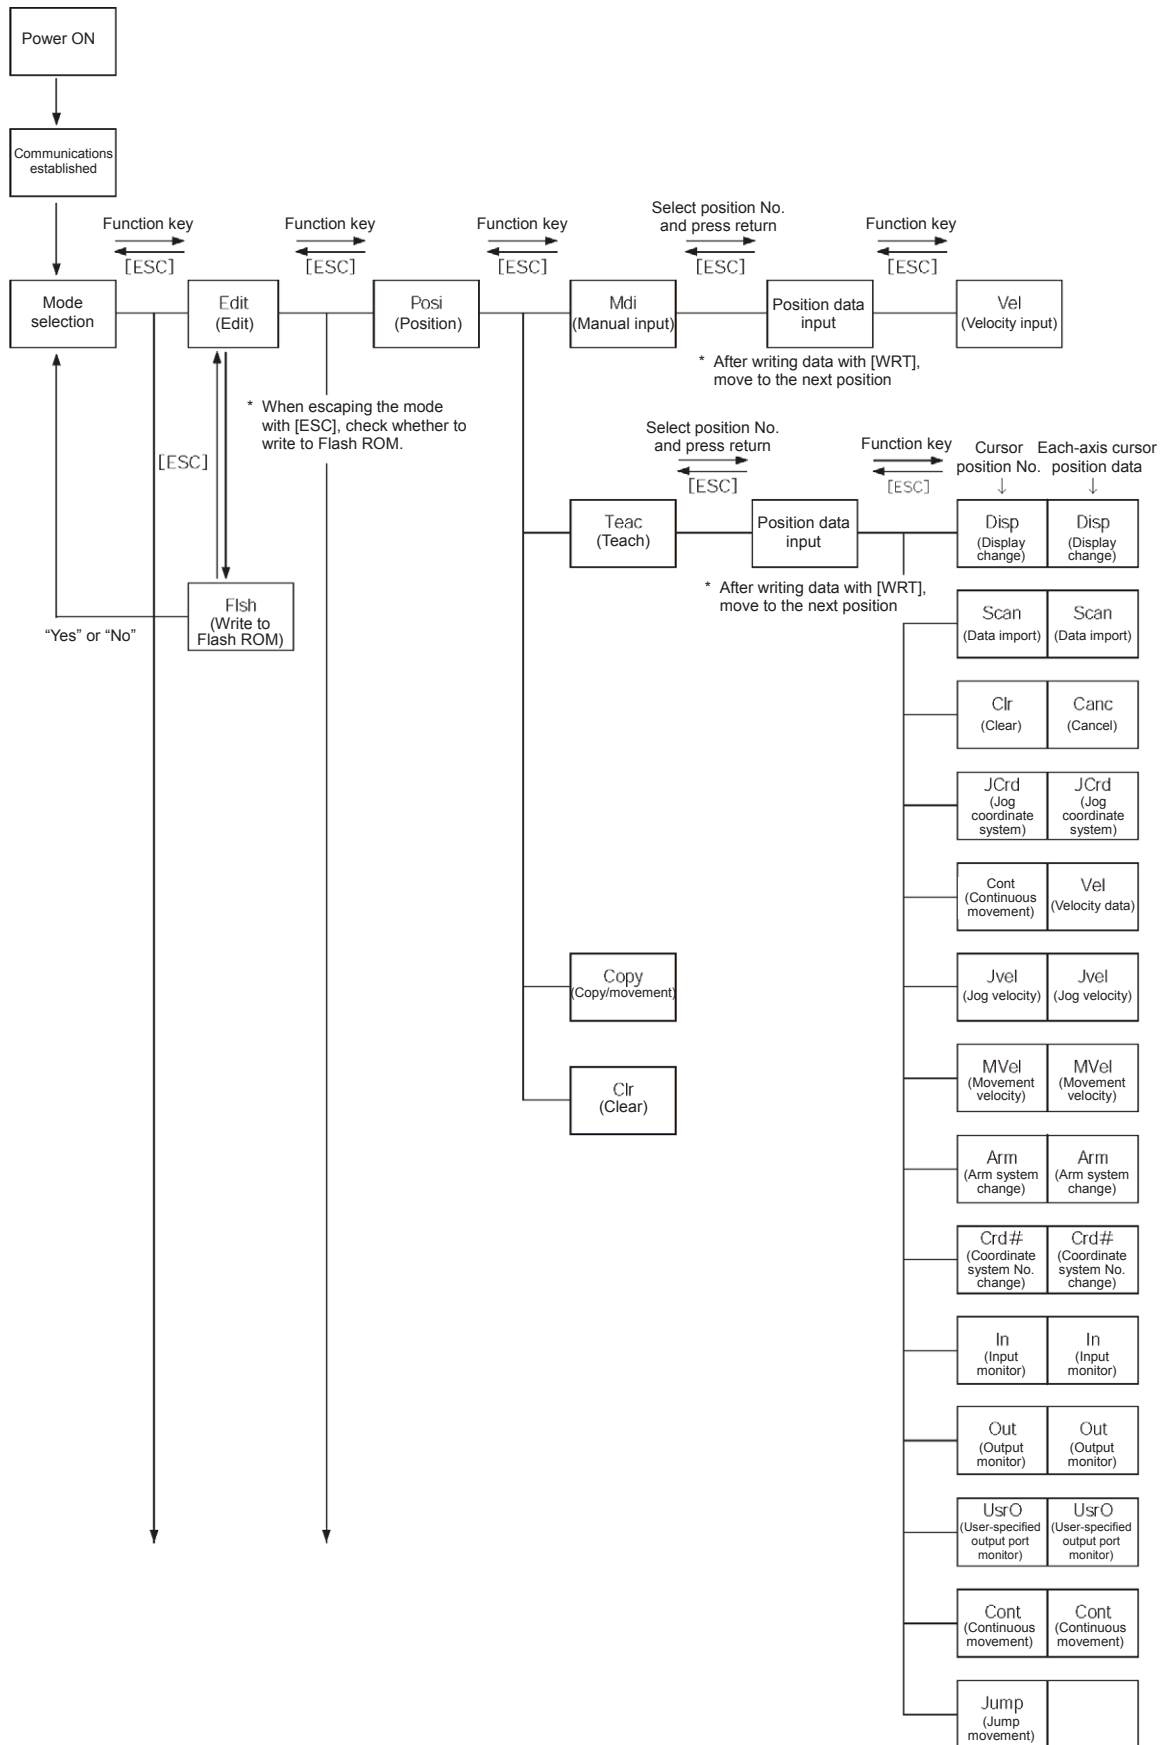 Power ON
Communications
established
Function key
[ESC]
Function key
[ESC]
Function key
[ESC]
Select position No.
and press return
[ESC]
Function key
[ESC]
Mode
selection
Edit
(Edit)
Posi
(Position)
Mdi
(Manual input)
Position data
input
Vel
(Velocity input)
* After writing data with [WRT],
move to the next position
* When escaping the mode
with [ESC], check whether to
write to Flash ROM.
[ESC]
Select position No.
and press return
[ESC]
Function key
[ESC]
Cursor
position No.
↓
Each-axis cursor
position data
↓
Teac
(Teach)
Position data
input
Disp
(Display
change)
Disp
(Display
change)
* After writing data with [WRT],
move to the next position
Flsh
(Write to
Flash ROM)
“Yes” or “No”
Scan
(Data import)
Scan
(Data import)
Clr
(Clear)
Canc
(Cancel)
JCrd
(Jog
coordinate
system)
JCrd
(Jog
coordinate
system)
Cont
(Continuous
movement)
Vel
(Velocity data)
Copy
(Copy/movement)
Jvel
(Jog velocity)
Jvel
(Jog velocity)
Clr
(Clear)
MVel
(Movement
velocity)
MVel
(Movement
velocity)
Arm
(Arm system
change)
Arm
(Arm system
change)
Crd#
(Coordinate
system No.
change)
Crd#
(Coordinate
system No.
change)
In
(Input
monitor)
In
(Input
monitor)
Out
(Output
monitor)
Out
(Output
monitor)
UsrO
(User-specified
output port
monitor)
UsrO
(User-specified
output port
monitor)
Cont
(Continuous
movement)
Cont
(Continuous
movement)
Jump
(Jump
movement)